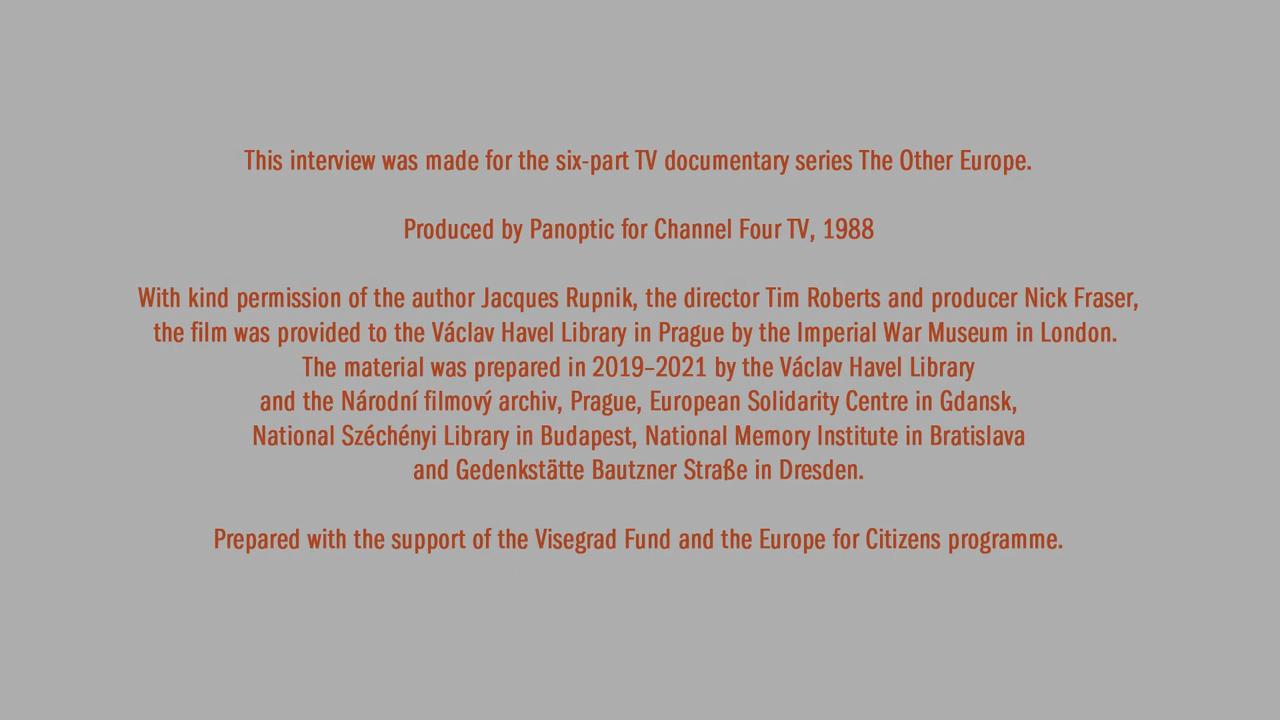 This interview was made for the six-part TV documentary series The Other Europe.
Produced by Panoptic for Channel Four TV, 1988
With kind permission of the author Jacques Rupnik, the director Tim Roberts and producer Nick Fraser,
the film was provided to the Václav Havel Library in Prague by the Imperial War Museum in London.
The material was prepared in 2019–2021 by the Václav Havel Library
and the Národní filmový archiv, Prague, European Solidarity Centre in Gdansk,
National Széchényi Library in Budapest, National Memory Institute in Bratislava
and Gedenkstätte Bautzner Straße in Dresden.
Prepared with the support of the Visegrad Fund and the Europe for Citizens programme.